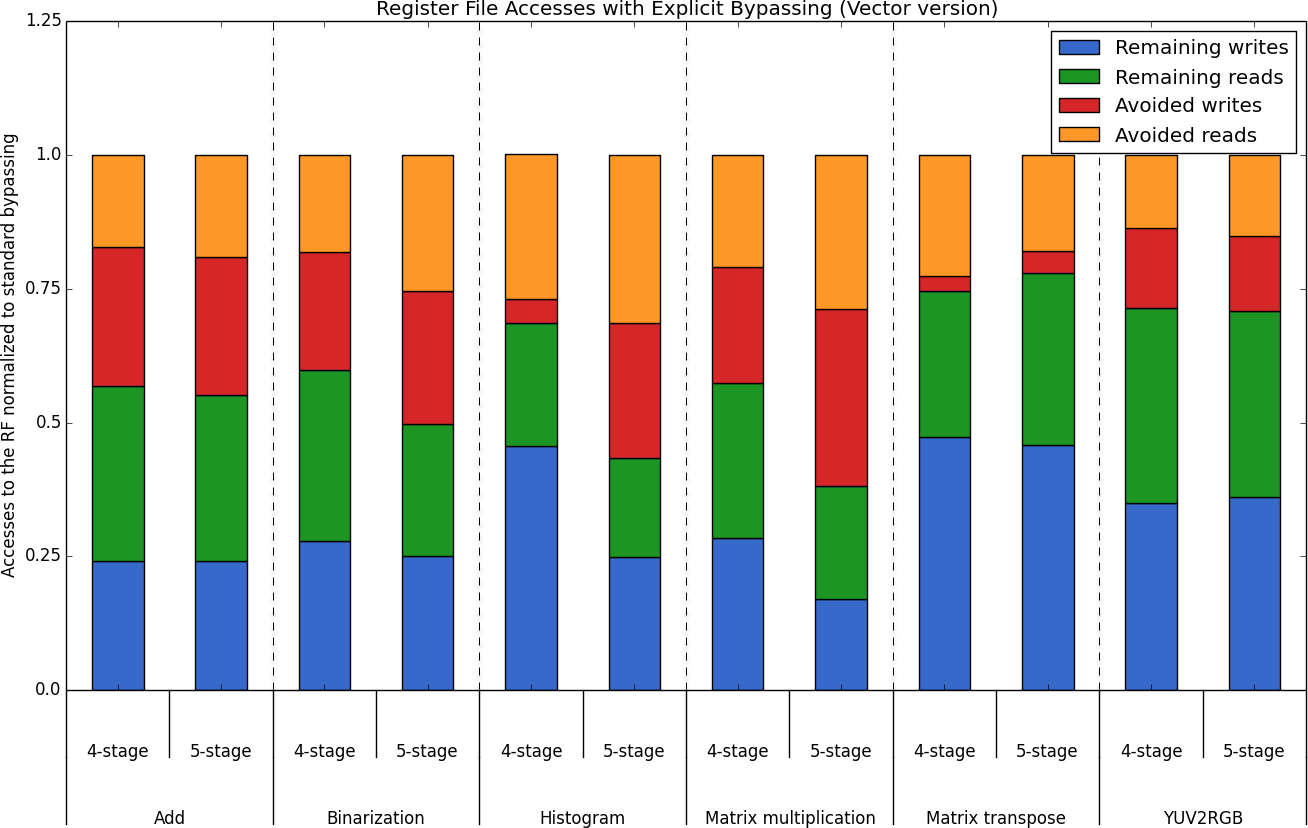 Register File Accesses with Explicit Bypassing (Vector version)
Accesses to the RF normalized to standard bypassing
1.25
1.0
0.75
0.5
0.25
0.0
Remaining writes
Remaining reads
Avoided writes
Avoided reads
4-stage 5-stage 4-stage 5-stage 4-stage 5-stage 4-stage 5-stage 4-stage 5-stage 4-stage 5-stage
Add Binarization Histogram Matrix multiplication Matrix transpose YUV2RGB